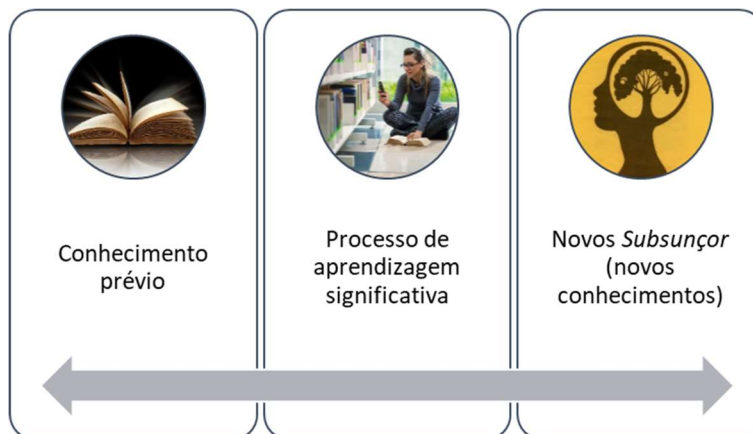 Conhecimento
prévio
Processo de
aprendizagem
significativa
Novos Subsunçor
(novos
conhecimentos)